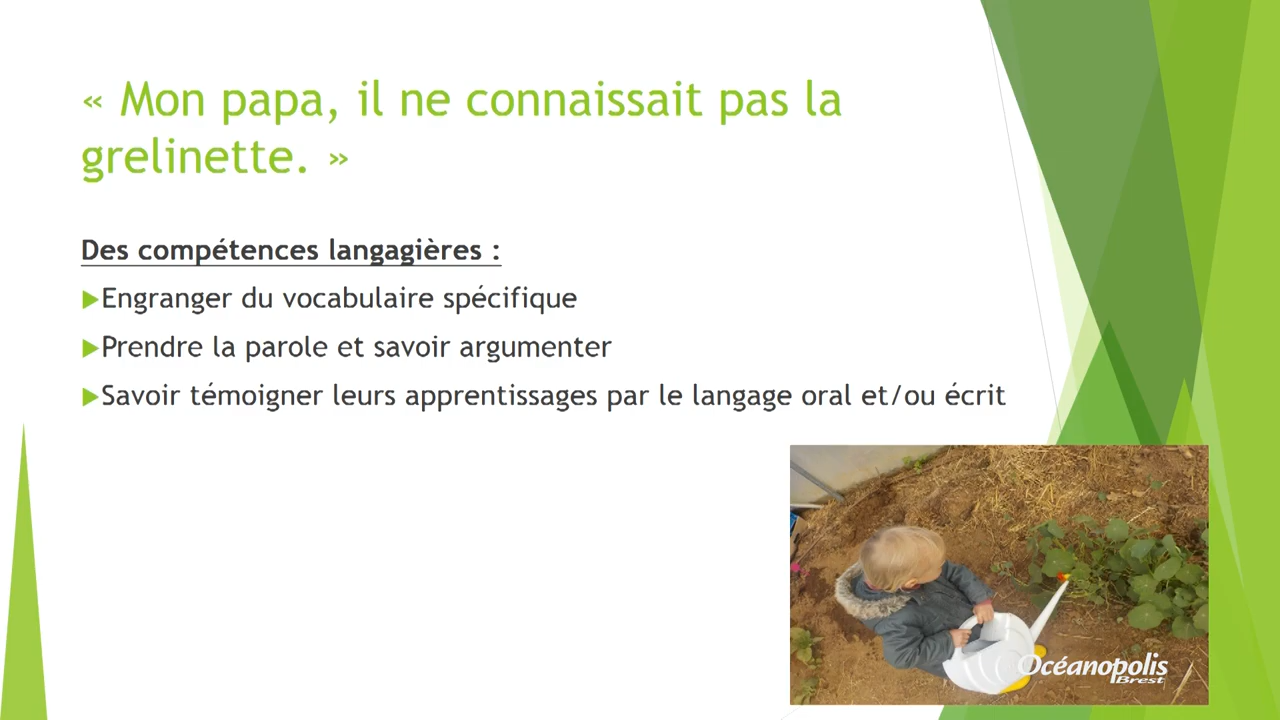 « Mon papa, il ne connaissait pas la
grelinette. »
Des compétences langagières :
Engranger du vocabulaire spécifique
Prendre la parole et savoir argumenter
Savoir témoigner leurs apprentissages par le langage oral et/ou écrit
Océanopolis
Brest